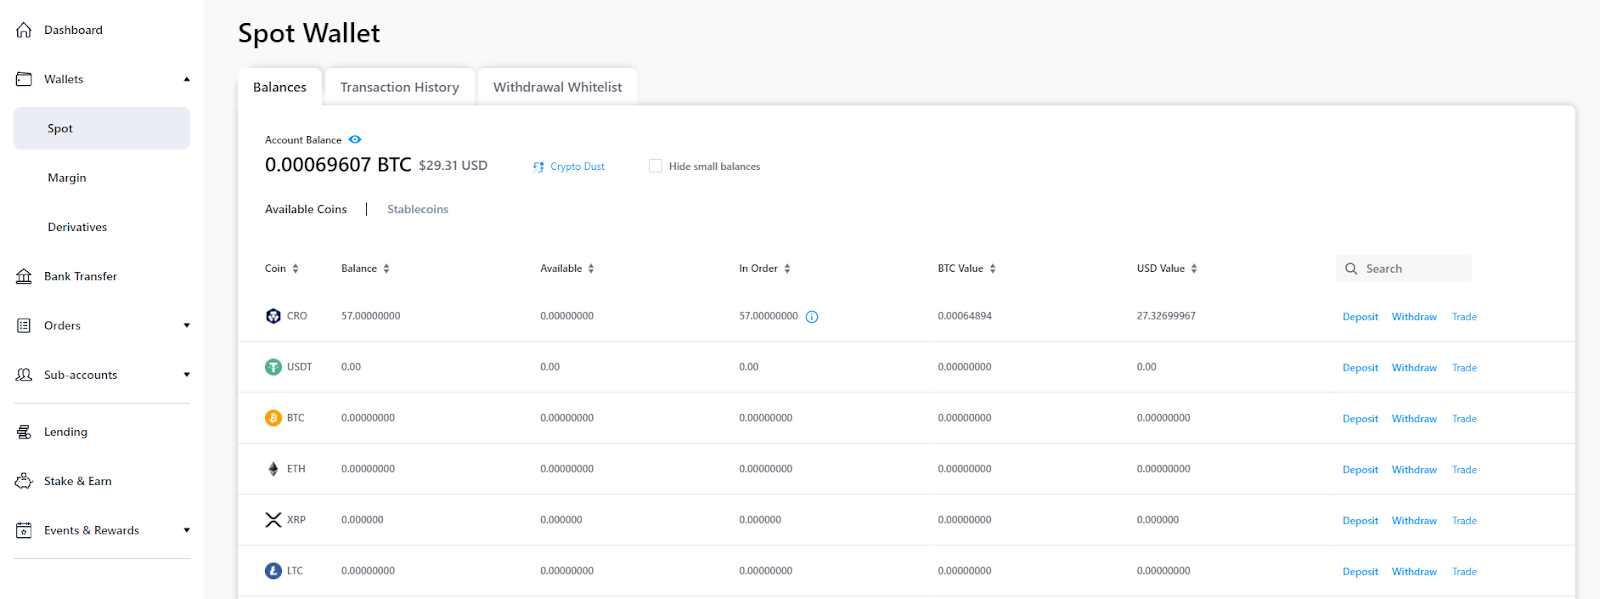 Dashboard
Wallets
Spot
Margin
Derivatives
Bank Transfer
Orders
Sub-accounts
Lending
Stake & Earn
Events & Rewards
Spot Wallet
Balances Transaction History Withdrawal Whitelist
Account Balance
0.00069607 BTC $29.31 USD Crypto Dust Hide small balances
Available Coins | Stablecoins
Coin Balance Available In Order BTC Value USD Value Search
CRO 57.00000000 0.00000000 57.00000000 0.00064894 27.32699967 Deposit Withdraw Trade
USDT 0.00 0.00 0.00 0.00000000 0.00 Deposit Withdraw Trade
BTC 0.00000000 0.00000000 0.00000000 0.00000000 0.00000000 Deposit Withdraw Trade
ETH 0.00000000 0.00000000 0.00000000 0.00000000 0.00000000 Deposit Withdraw Trade
XRP 0.000000 0.000000 0.000000 0.00000000 0.000000 Deposit Withdraw Trade
LTC 0.00000000 0.00000000 0.00000000 0.00000000 0.00000000 Deposit Withdraw Trade